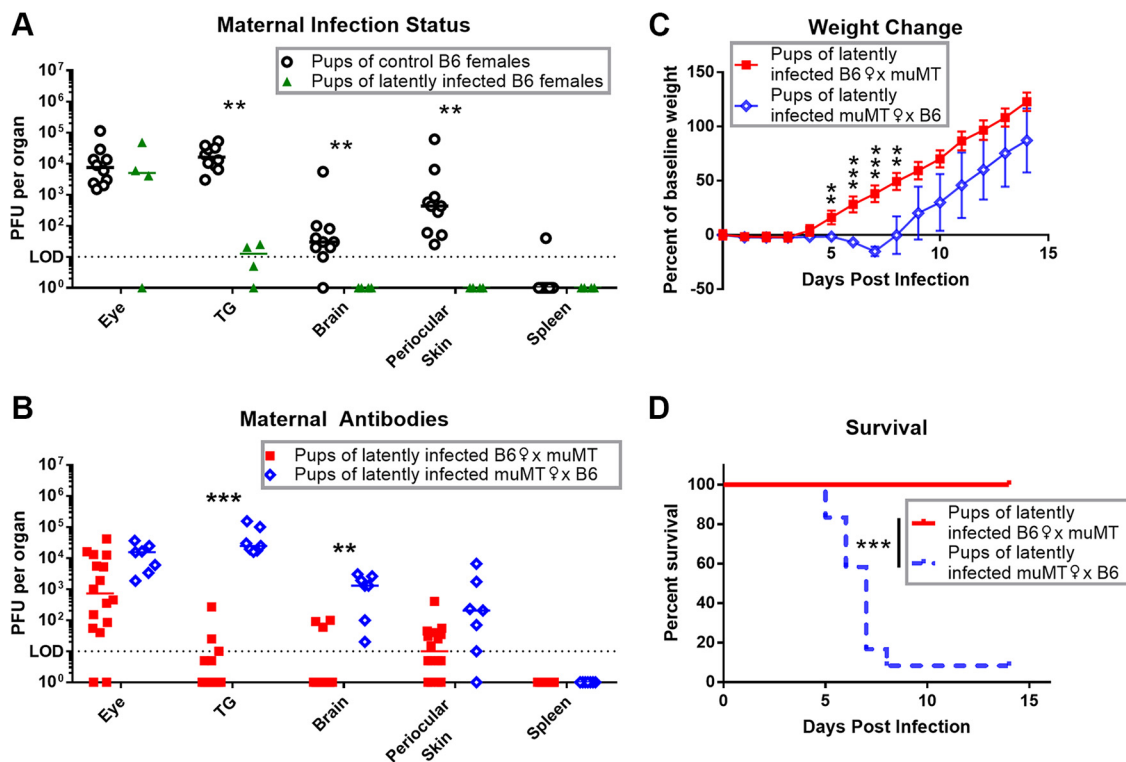 A
Maternal Infection Status
Pups of control B6 females
Pups of latently infected B6 females
PFU per organ
10⁷
10⁶
10⁵
10⁴
10³
10²
LOD
10⁰
**
**
**
Eye
TG
Brain
Periocular
Skin
Spleen
B
Maternal Antibodies
Pups of latently infected B6♀x muMT
Pups of latently infected muMT♀x B6
PFU per organ
10⁷
10⁶
10⁵
10⁴
10³
10²
LOD
10⁰
***
**
Eye
TG
Brain
Periocular
Skin
Spleen
C
Weight Change
Pups of latently
infected B6♀x muMT
Pups of latently
infected muMT♀x B6
Percent of baseline weight
150
100
50
0
-50
**
***
***
**
5
10
15
Days Post Infection
D
Survival
Pups of latently
infected B6♀x muMT
Pups of latently
infected muMT♀x B6
***
Percent survival
100
80
60
40
20
0
0
5
10
15
Days Post Infection